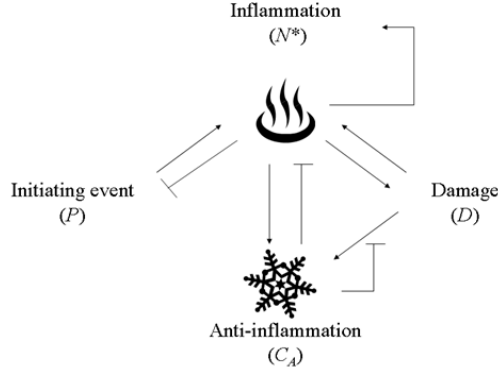 Inflammation
(N*)
Initiating event
(P)
Damage
(D)
Anti-inflammation
(C_A)